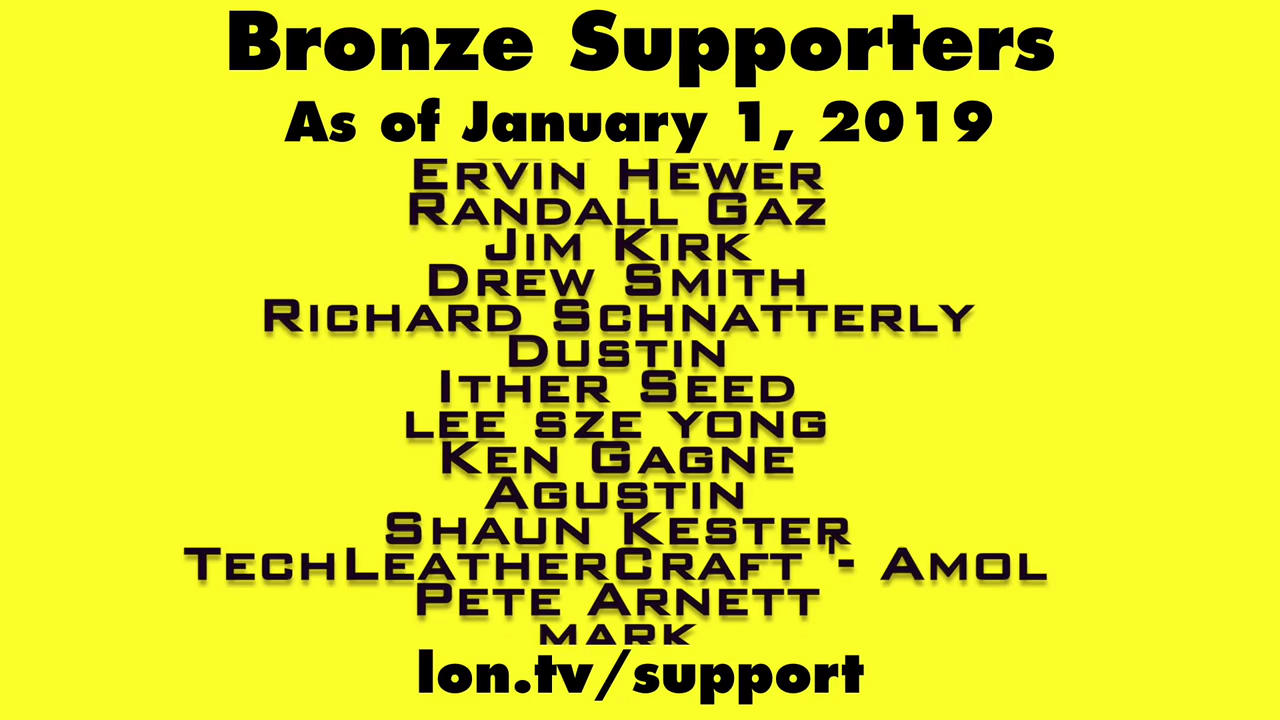 Bronze Supporters
As of January 1, 2019
Ervin Hewer
Randall Gaz
Jim Kirk
Drew Smith
Richard Schnatterly
Dustin
Ither Seed
lee sze yong
Ken Gagne
Agustin
Shaun Kester
TechLeatherCraft '- Amol
Pete Arnett
mark
lon.tv/support